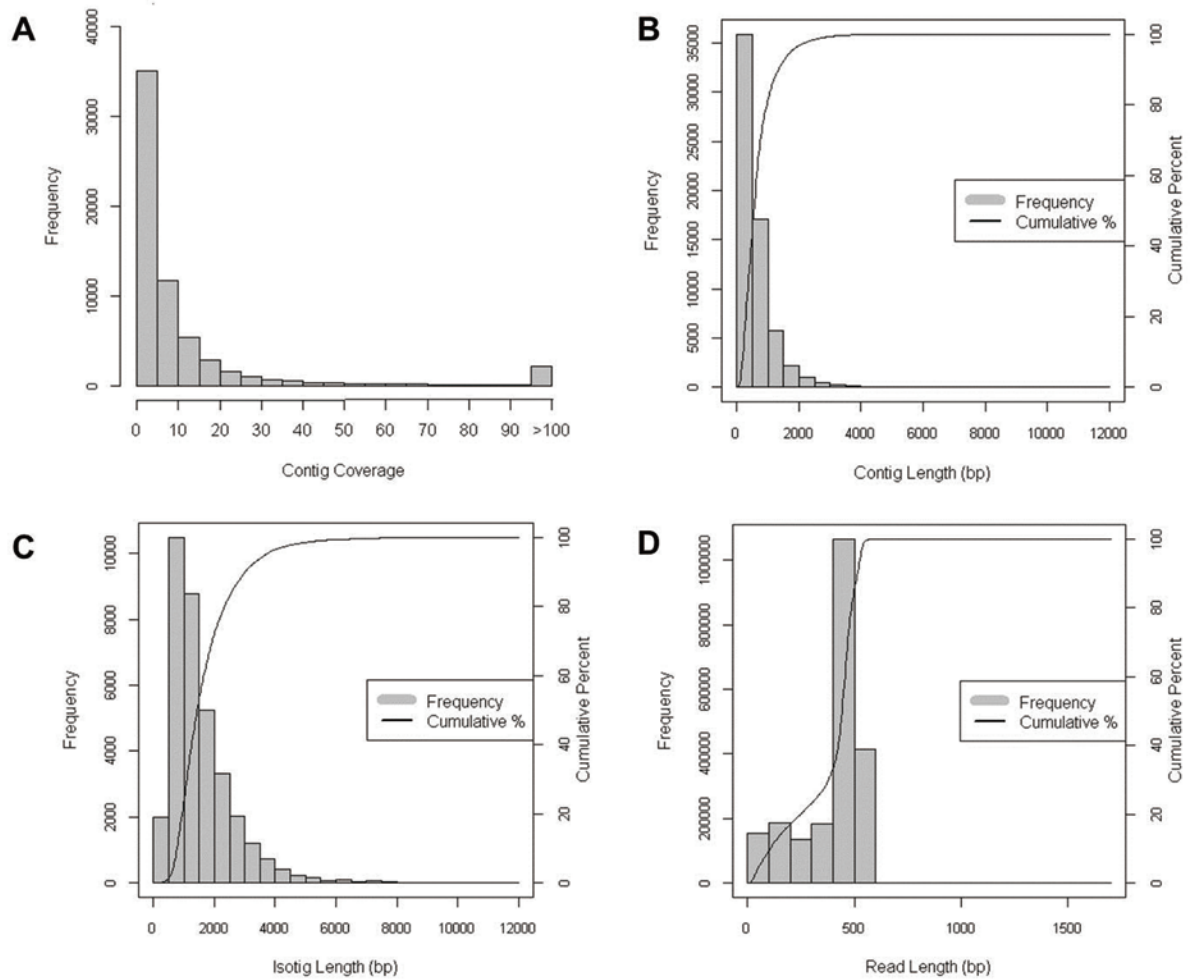 A
Frequency
0 10000 20000 30000 40000
0 10 20 30 40 50 60 70 80 90 >100
Contig Coverage
B
Frequency
0 5000 10000 15000 20000 25000 30000 35000
0 2000 4000 6000 8000 10000 12000
Contig Length (bp)
0 20 40 60 80 100
Cumulative Percent
Frequency
Cumulative %
C
Frequency
0 2000 4000 6000 8000 10000
0 2000 4000 6000 8000 10000 12000
Isotig Length (bp)
0 20 40 60 80 100
Cumulative Percent
Frequency
Cumulative %
D
Frequency
0 200000 400000 600000 800000 1000000
0 500 1000 1500
Read Length (bp)
0 20 40 60 80 100
Cumulative Percent
Frequency
Cumulative %